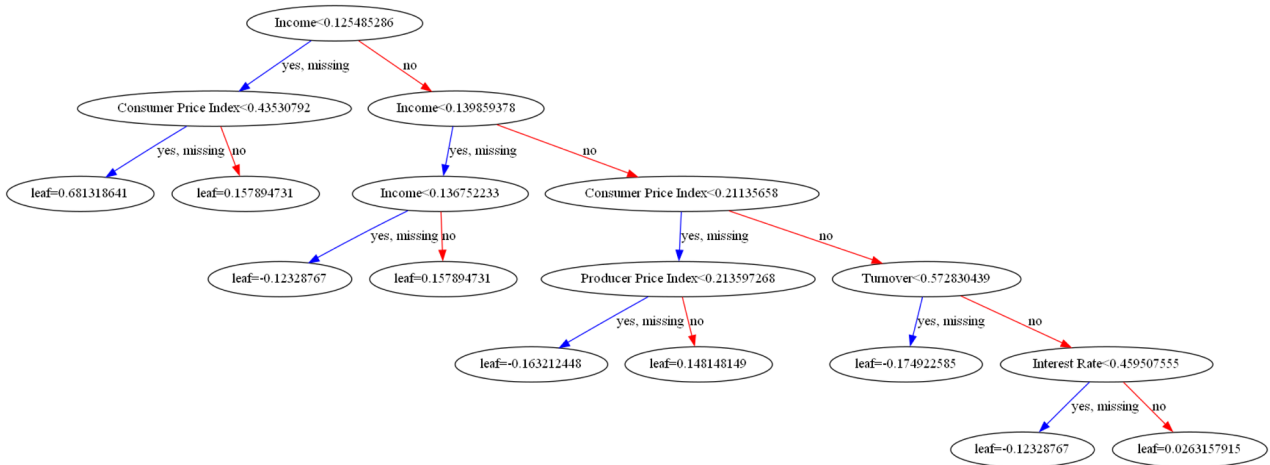 Income<0.125485286
yes, missing
no
Consumer Price Index<0.43530792
Income<0.139859378
yes, missing
no
yes, missing
no
leaf=0.681318641
leaf=0.157894731
Income<0.136752233
Consumer Price Index<0.21135658
yes, missing
no
yes, missing
no
leaf=-0.12328767
leaf=0.157894731
Producer Price Index<0.213597268
Turnover<0.572830439
yes, missing
no
yes, missing
no
leaf=-0.163212448
leaf=0.148148149
leaf=-0.174922585
Interest Rate<0.459507555
yes, missing
no
leaf=-0.12328767
leaf=0.0263157915